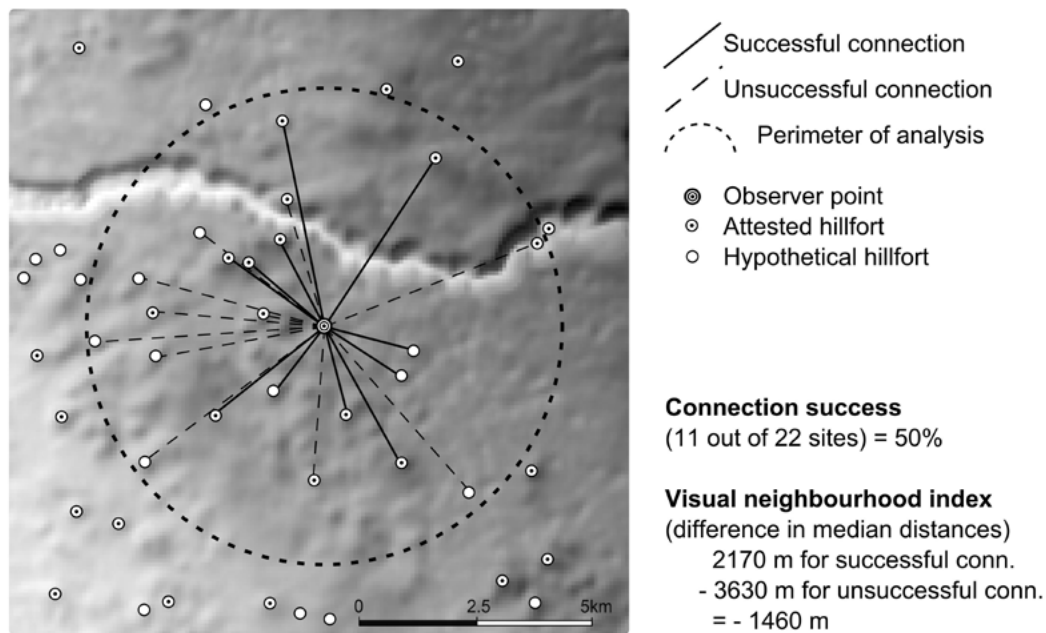 Successful connection
Unsuccessful connection
Perimeter of analysis
Observer point
Attested hillfort
Hypothetical hillfort
Connection success
(11 out of 22 sites) = 50%
Visual neighbourhood index
(difference in median distances)
2170 m for successful conn.
- 3630 m for unsuccessful conn.
= - 1460 m
0 2.5 5km